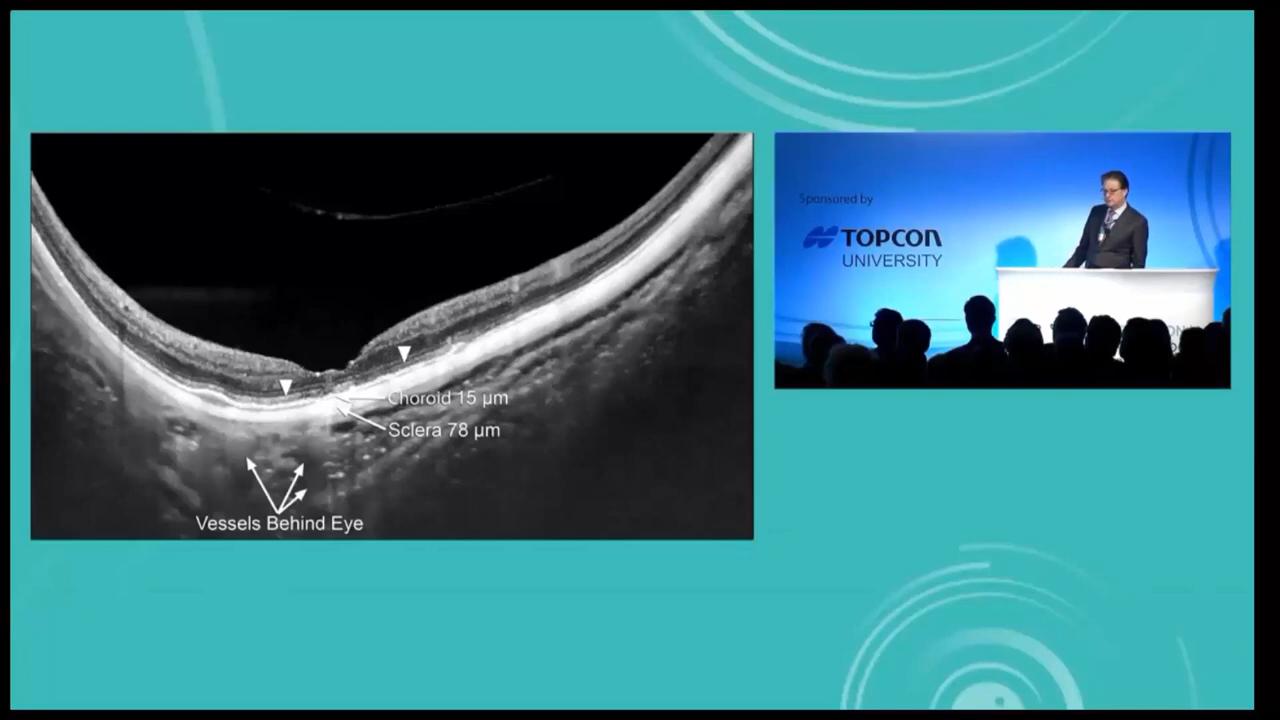 Choroid 15 µm
Sclera 78 µm
Vessels Behind Eye
Sponsored by
TOPCON
UNIVERSITY